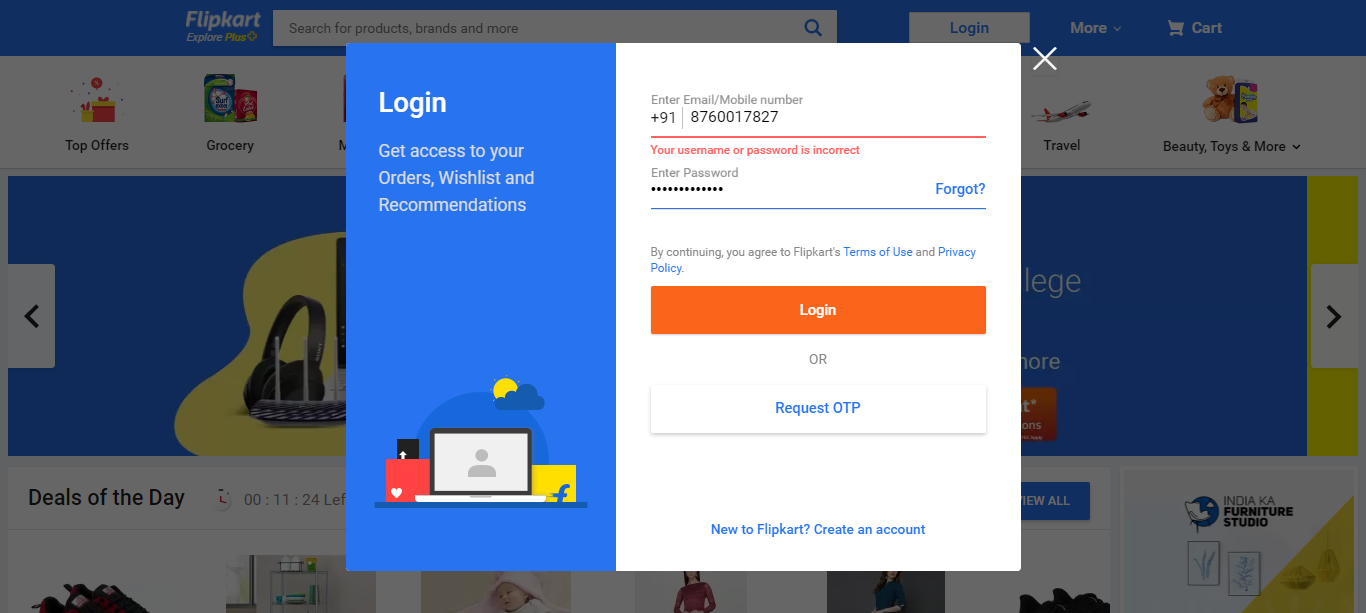 Flipkart
Explore Plus
Search for products, brands and more
Login
More
Cart
Top Offers
Grocery
M
Travel
Beauty, Toys & More
Login
Get access to your
Orders, Wishlist and
Recommendations
Enter Email/Mobile number
+91 8760017827
Your username or password is incorrect
Enter Password
•••••••••••••
Forgot?
By continuing, you agree to Flipkart's Terms of Use and Privacy
Policy.
Login
OR
Request OTP
New to Flipkart? Create an account
lege
more
t*
ons
Deals of the Day
00 : 11 : 24 Lef
VIEW ALL
INDIA KA
FURNITURE
STUDIO